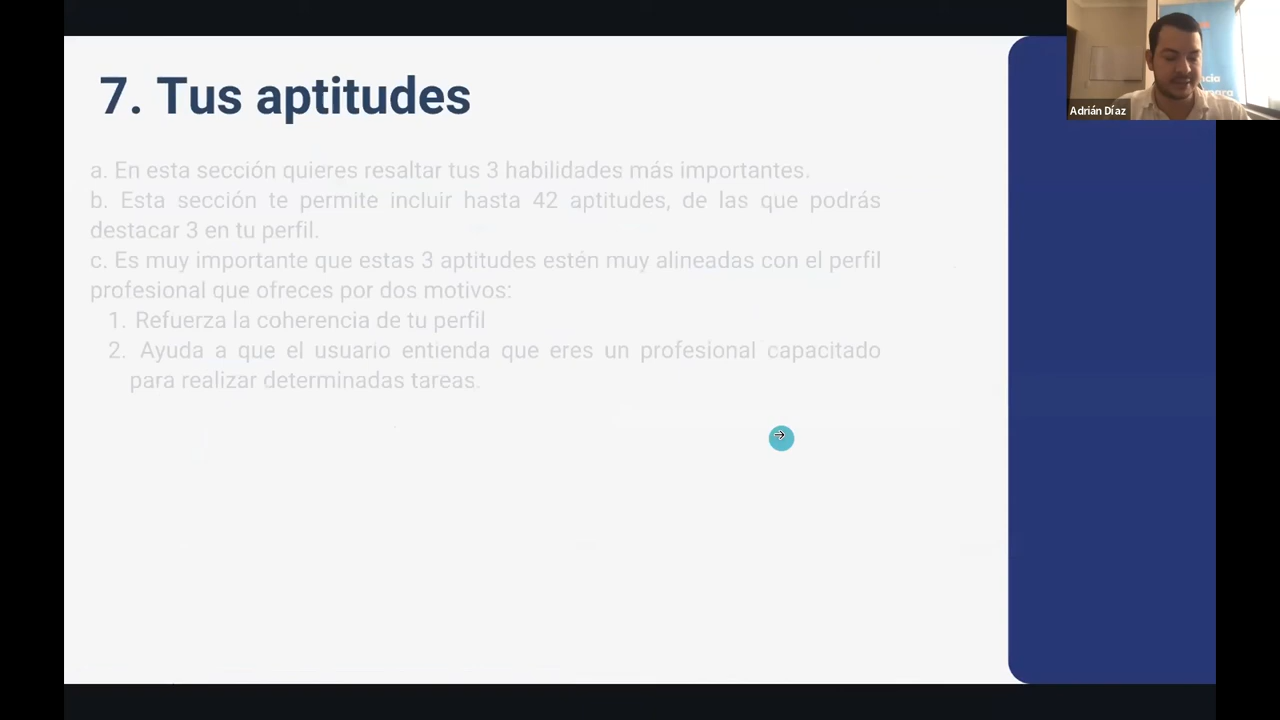 7. Tus aptitudes
a. En esta sección quieres resaltar tus 3 habilidades más importantes.
b. Esta sección te permite incluir hasta 42 aptitudes, de las que podrás
destacar 3 en tu perfil.
c. Es muy importante que estas 3 aptitudes estén muy alineadas con el perfil
profesional que ofreces por dos motivos:
1. Refuerza la coherencia de tu perfil
2. Ayuda a que el usuario entienda que eres un profesional capacitado
para realizar determinadas tareas.
Adrián Díaz